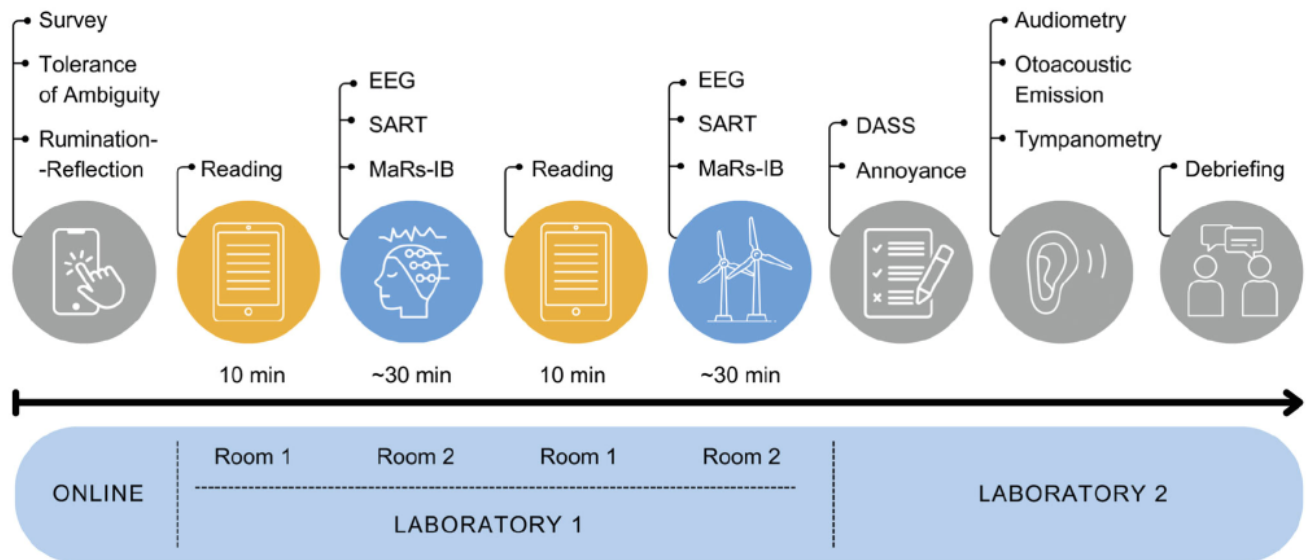 Survey
Tolerance
of Ambiguity
Rumination-
-Reflection
Reading
EEG
SART
MaRs-IB
Reading
EEG
SART
MaRs-IB
DASS
Annoyance
Audiometry
Otoacoustic
Emission
Tympanometry
Debriefing
10 min
~30 min
10 min
~30 min
ONLINE
Room 1
Room 2
Room 1
Room 2
LABORATORY 1
LABORATORY 2